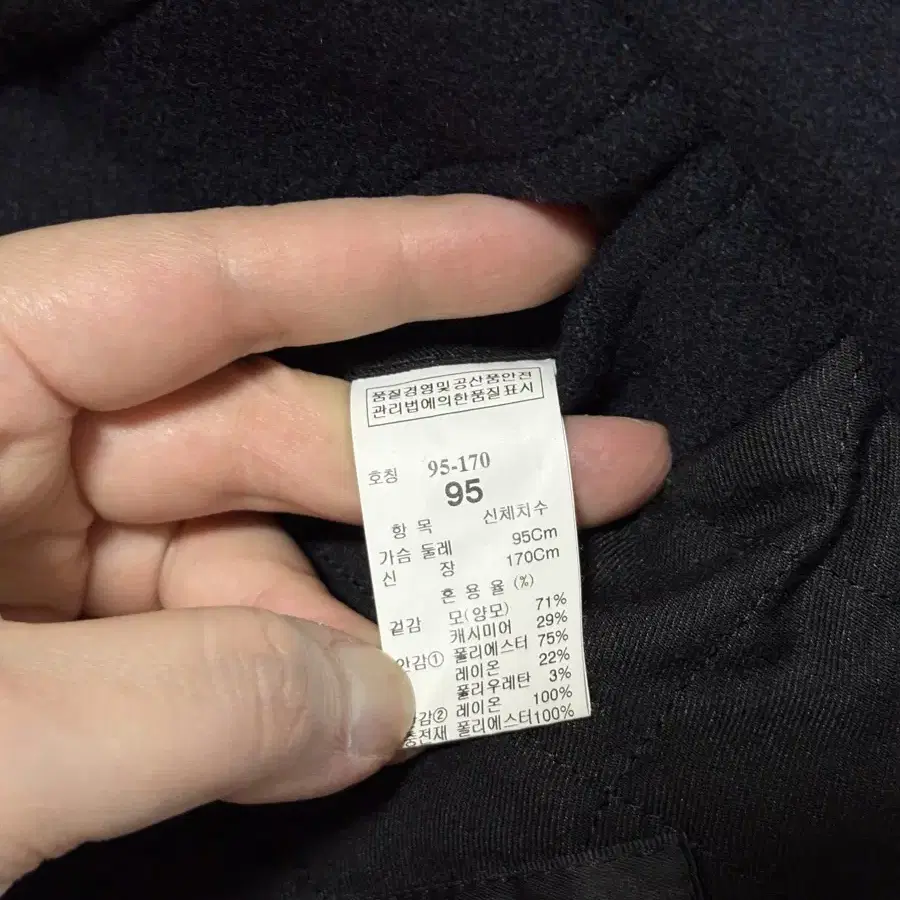 품질경영및공산품안전
관리법에의한품질표시
호칭 95-170
95
항 목 신체치수
가슴 둘레 95Cm
신 장 170Cm
혼 용 율 (%)
겉감 모(양모) 71%
캐시미어 29%
안감① 폴리에스터 75%
레이온 22%
폴리우레탄 3%
안감② 레이온 100%
충전재 폴리에스터100%